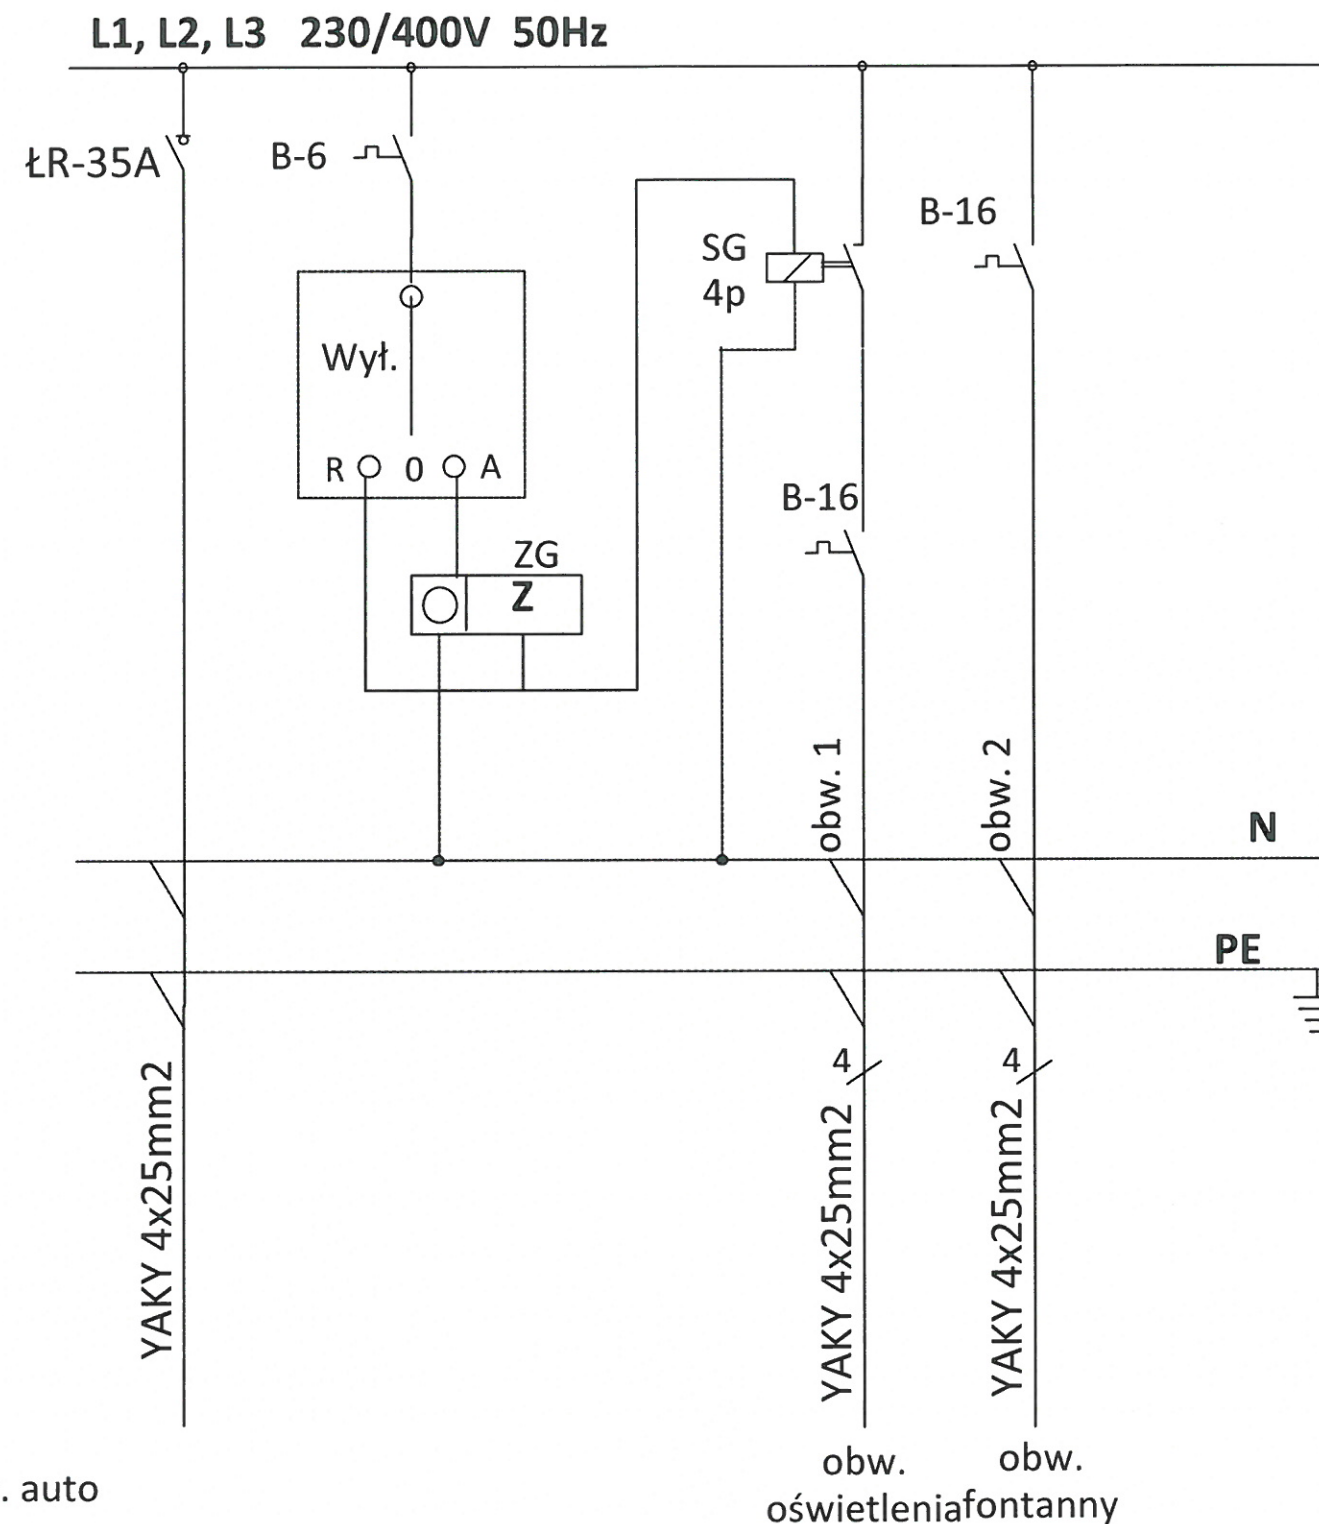 L1, L2, L3 230/400V 50Hz
ŁR-35A
B-6
SG
4p
B-16
Wył.
R 0 A
B-16
ZG
Z
obw. 1
obw. 2
N
PE
4
4
YAKY 4x25mm2
YAKY 4x25mm2
YAKY 4x25mm2
obw.
oświetlenia
obw.
fontanny
. auto